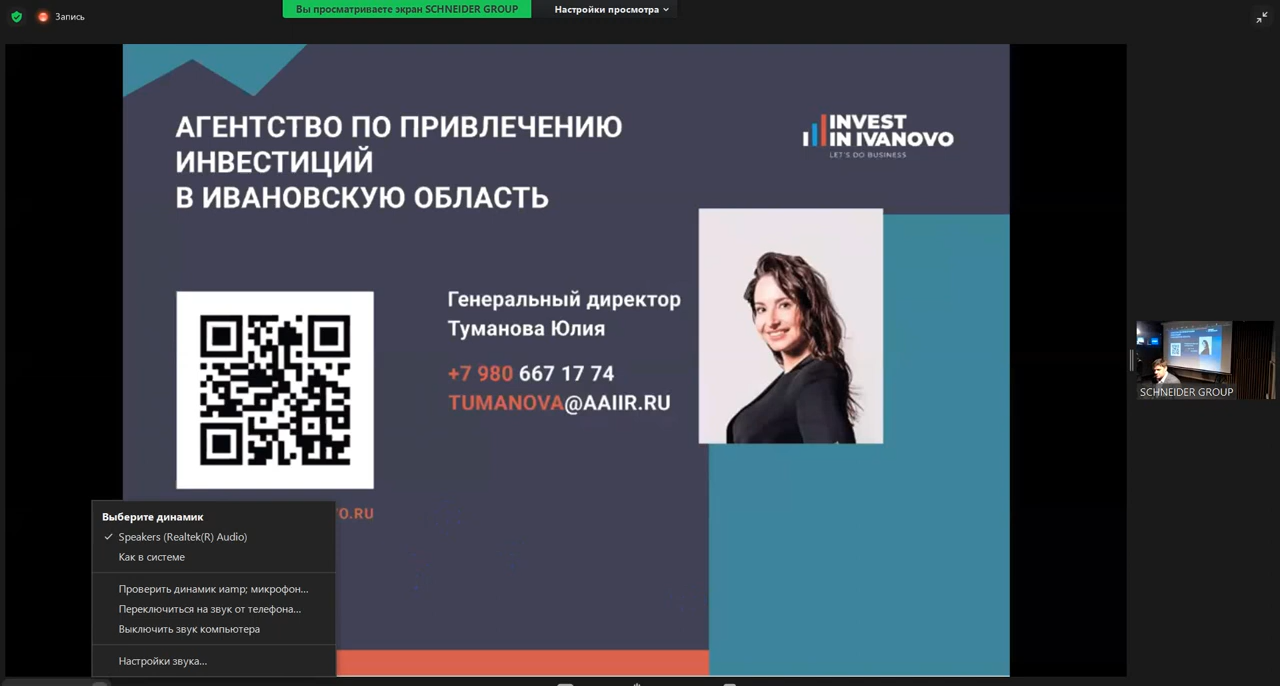 Запись
Вы просматриваете экран SCHNEIDER GROUP
Настройки просмотра
АГЕНТСТВО ПО ПРИВЛЕЧЕНИЮ
ИНВЕСТИЦИЙ
В ИВАНОВСКУЮ ОБЛАСТЬ
INVEST
IN IVANOVO
LET'S DO BUSINESS
Генеральный директор
Туманова Юлия
+7 980 667 17 74
TUMANOVA@AAIIR.RU
O.RU
SCHNEIDER GROUP
Выберите динамик
Speakers (Realtek(R) Audio)
Как в системе
Проверить динамик иamp; микрофон...
Переключиться на звук от телефона...
Выключить звук компьютера
Настройки звука...